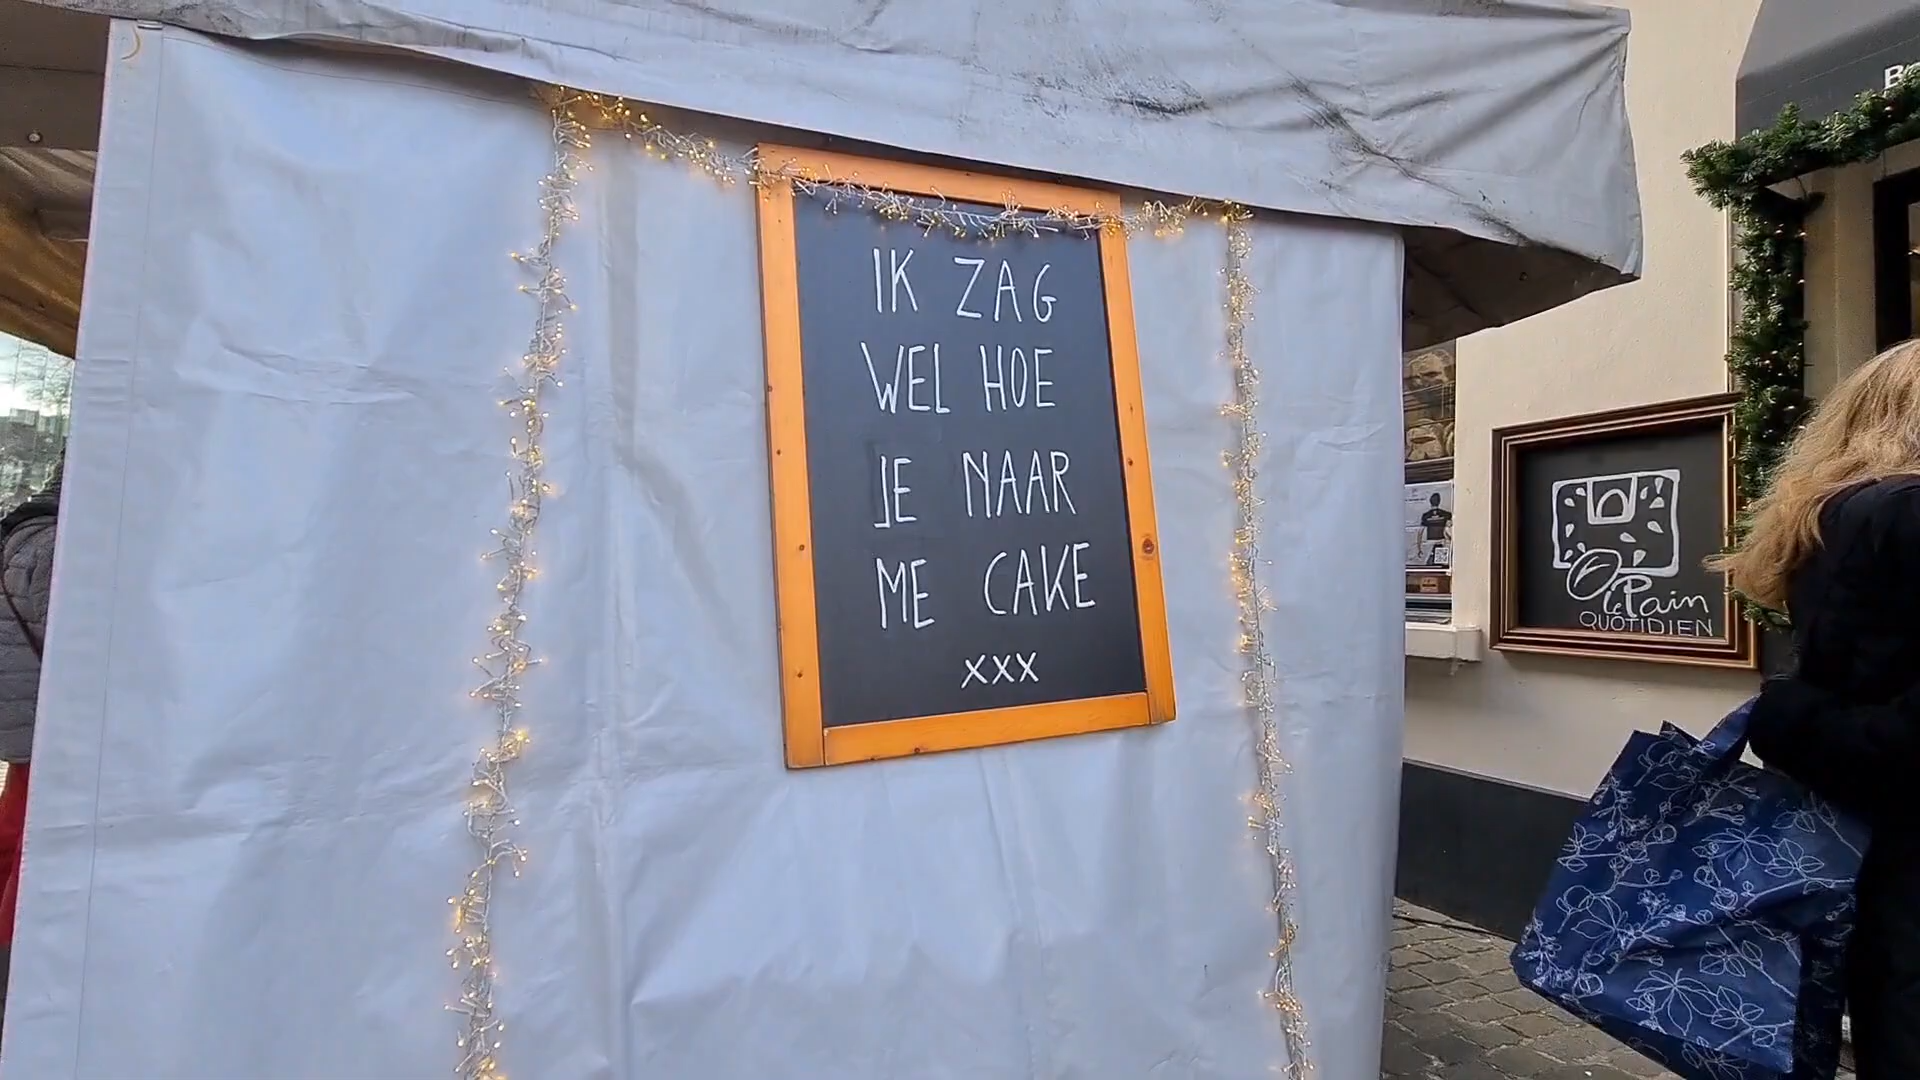 IK ZAG
WEL HOE
JE NAAR
ME CAKE
XXX
Le Pain
QUOTIDIEN